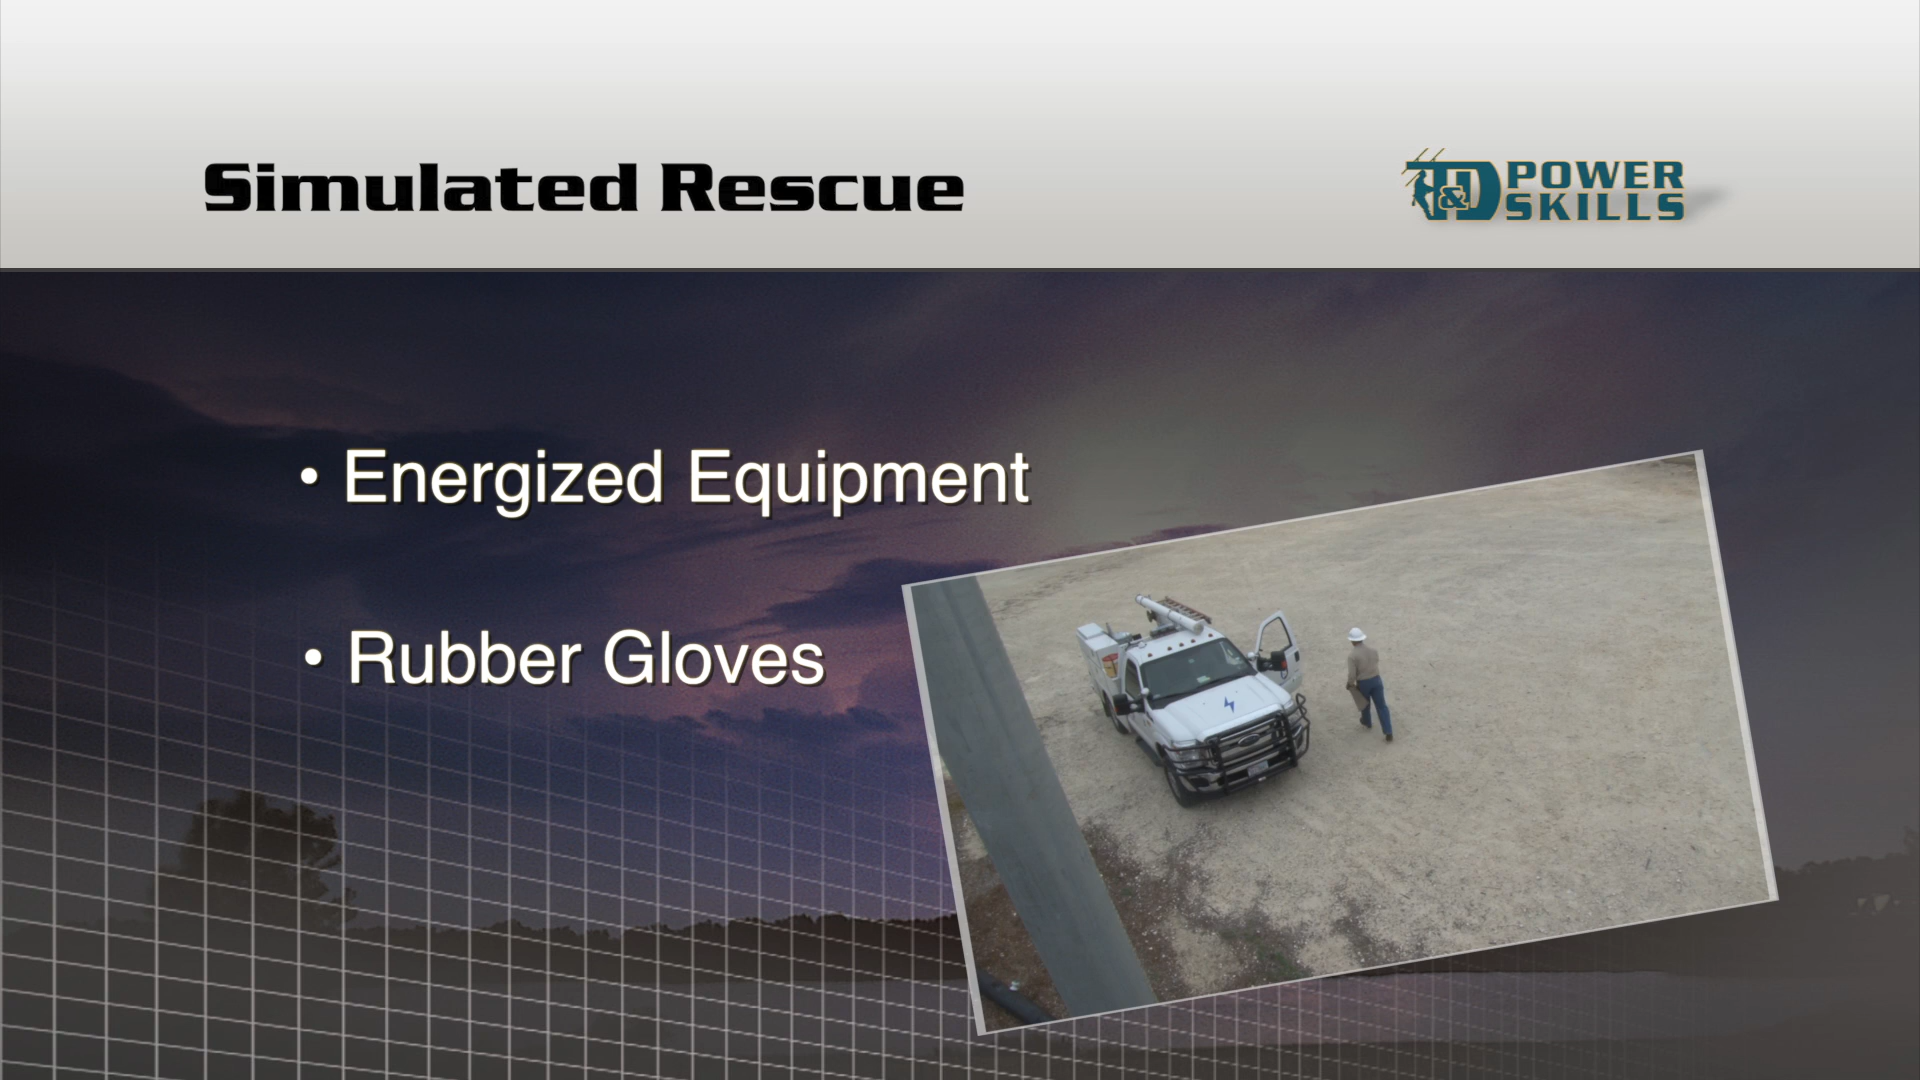 Simulated Rescue
T&D POWER
SKILLS
• Energized Equipment
• Rubber Gloves